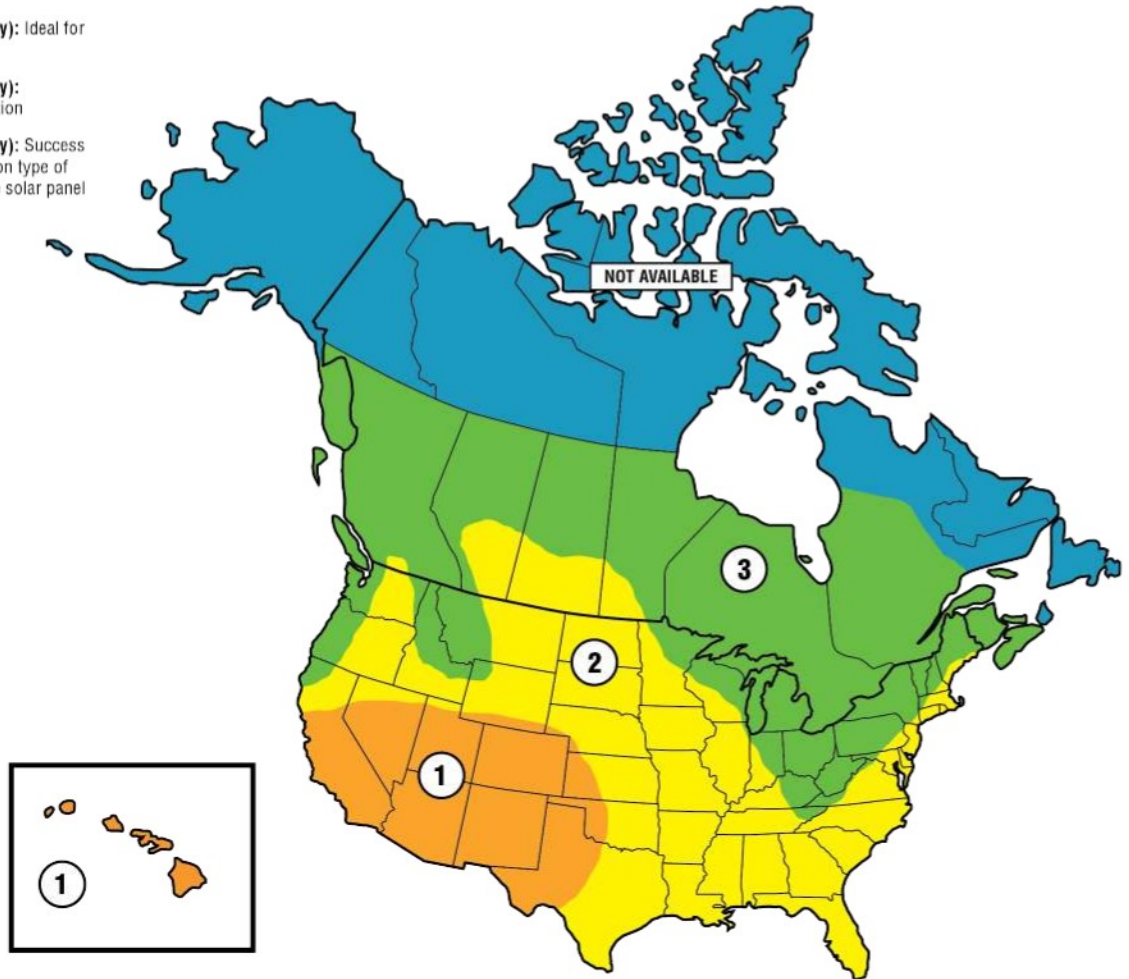 y): Ideal for
y):
ion
y): Success
on type of
solar panel
NOT AVAILABLE
3
2
1
1